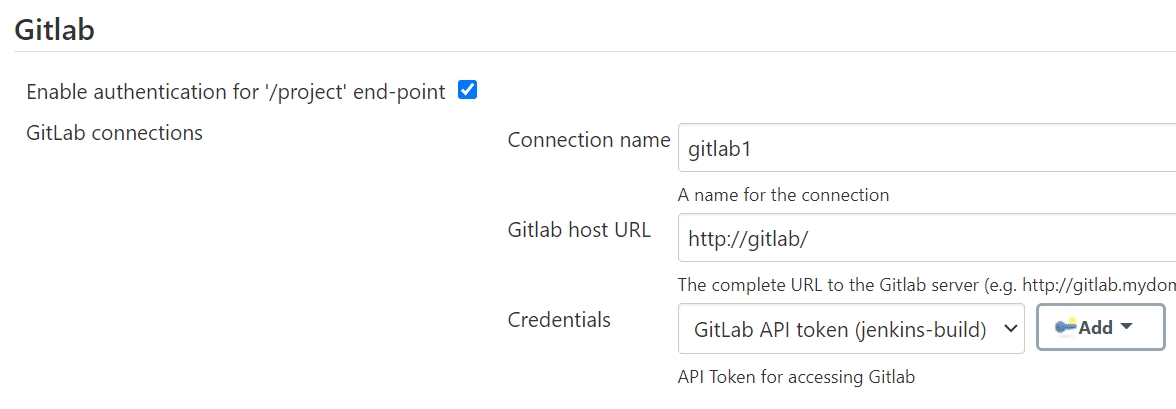 Gitlab
Enable authentication for '/project' end-point
GitLab connections
Connection name
gitlab1
A name for the connection
Gitlab host URL
http://gitlab/
The complete URL to the Gitlab server (e.g. http://gitlab.mydom
Credentials
GitLab API token (jenkins-build)
Add
API Token for accessing Gitlab